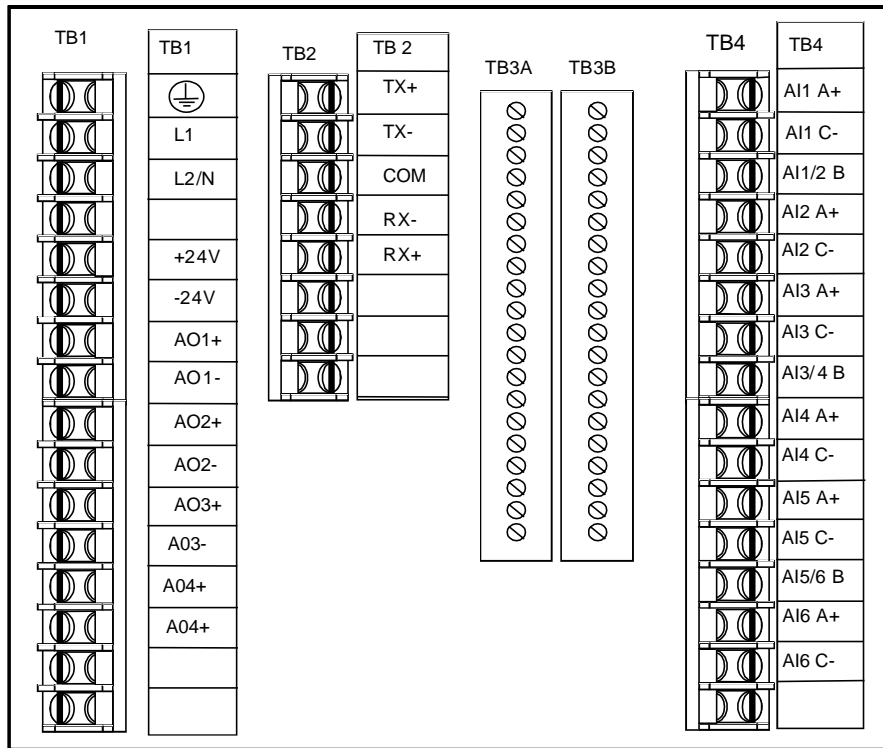 TB1
TB1
L1
L2/N
+24V
-24V
AO1+
AO1-
AO2+
AO2-
AO3+
A03-
A04+
A04+
TB2
TB 2
TX+
TX-
COM
RX-
RX+
TB3A
TB3B
TB4
TB4
AI1 A+
AI1 C-
AI1/2 B
AI2 A+
AI2 C-
AI3 A+
AI3 C-
AI3/4 B
AI4 A+
AI4 C-
AI5 A+
AI5 C-
AI5/6 B
AI6 A+
AI6 C-